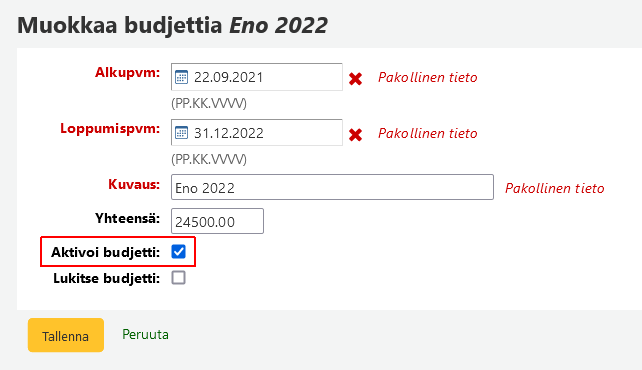 Muokkaa budjettia Eno 2022
Alkupvm: 22.09.2021 Pakollinen tieto
(PP.KK.VVVV)
Loppumispvm: 31.12.2022 Pakollinen tieto
(PP.KK.VVVV)
Kuvaus: Eno 2022 Pakollinen tieto
Yhteensä: 24500.00
Aktivoi budjetti:
Lukitse budjetti:
Tallenna Peruuta